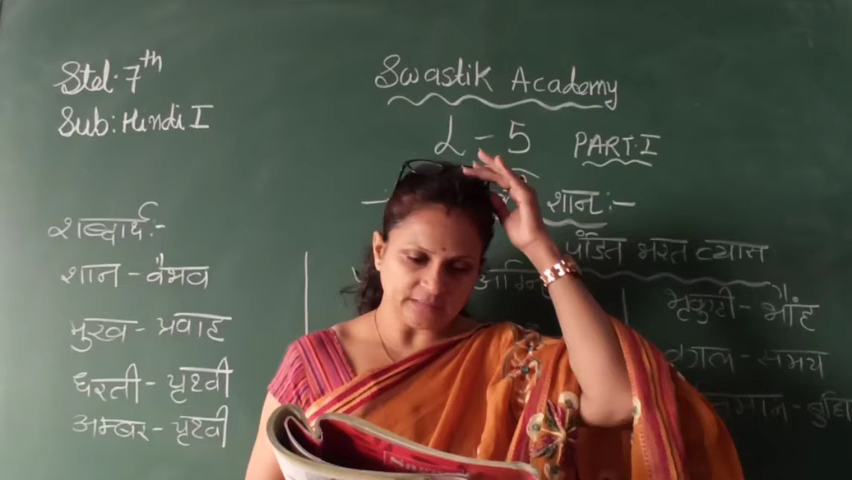 Std. 7th
Sub: Hindi I
Swastik Academy
L - 5 PART. I
शान :-
पंडित भरत व्यास
शब्दार्थ :-
शान - वैभव
मुख - प्रवाह
धरती - पृथ्वी
अम्बर - पृथ्वी
भृकुटी - भौंह
- समय
- बुद्धि